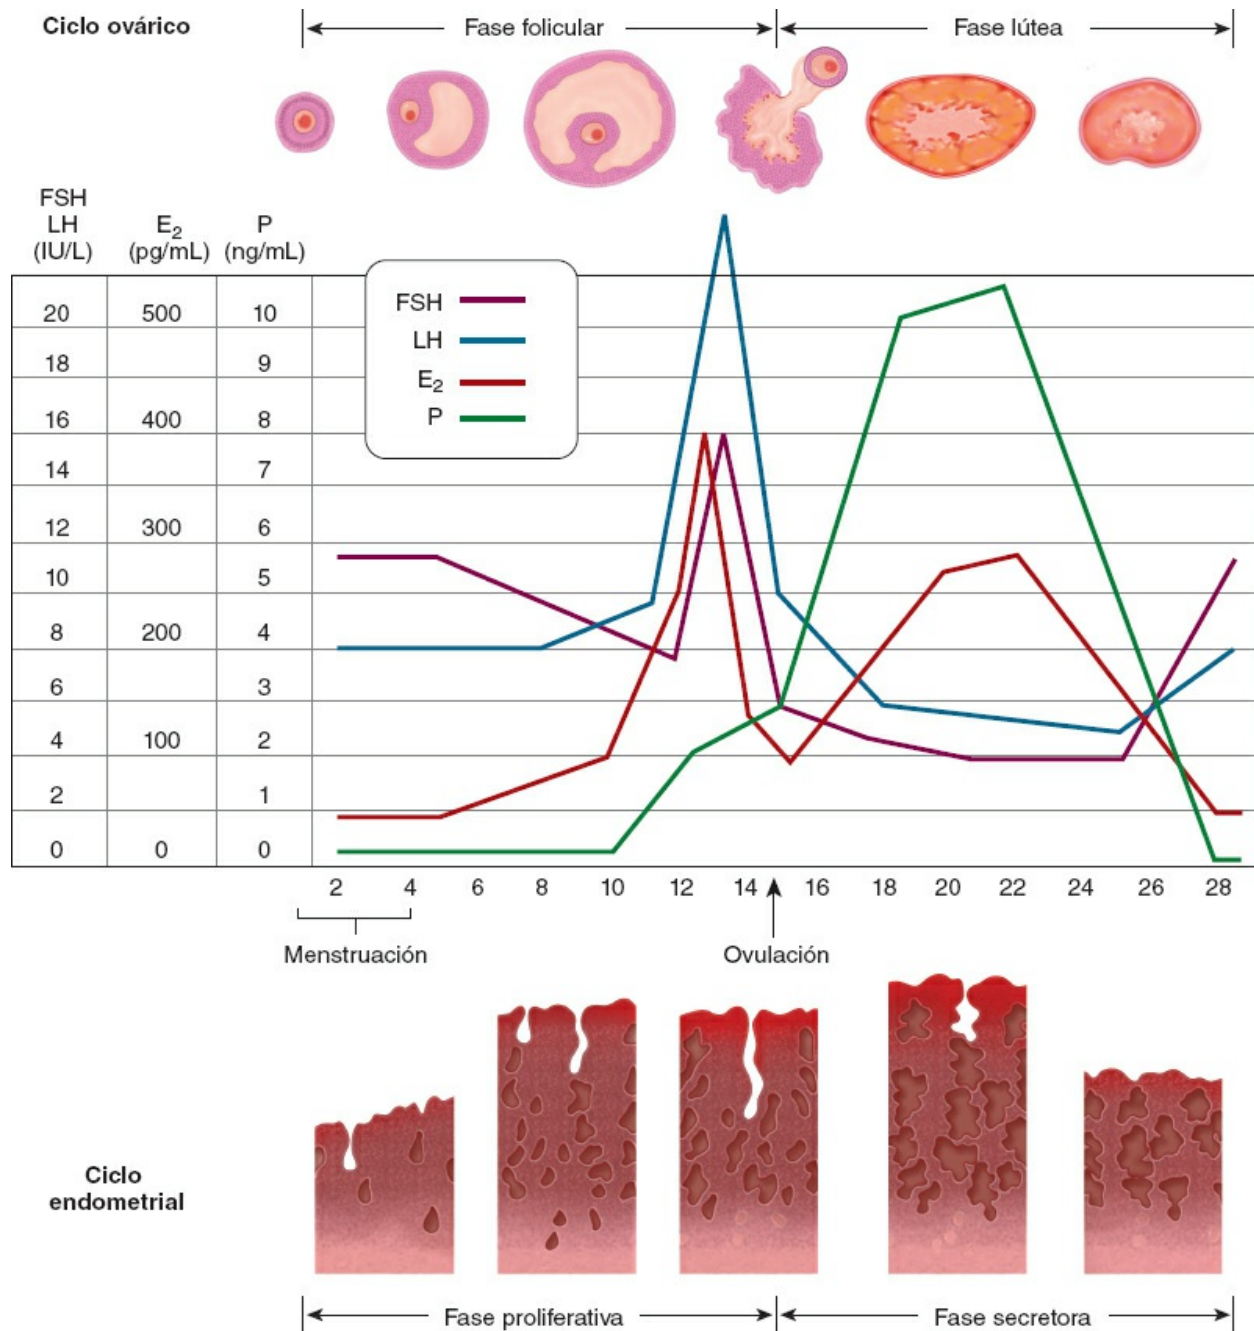 Ciclo ovárico
Fase folicular
Fase lútea
FSH
LH
(IU/L)
E2
(pg/mL)
P
(ng/mL)
FSH
LH
E2
P
20 500 10
18 9
16 400 8
14 7
12 300 6
10 5
8 200 4
6 3
4 100 2
2 1
0 0 0
2 4 6 8 10 12 14 16 18 20 22 24 26 28
Menstruación
Ovulación
Ciclo
endometrial
Fase proliferativa
Fase secretora